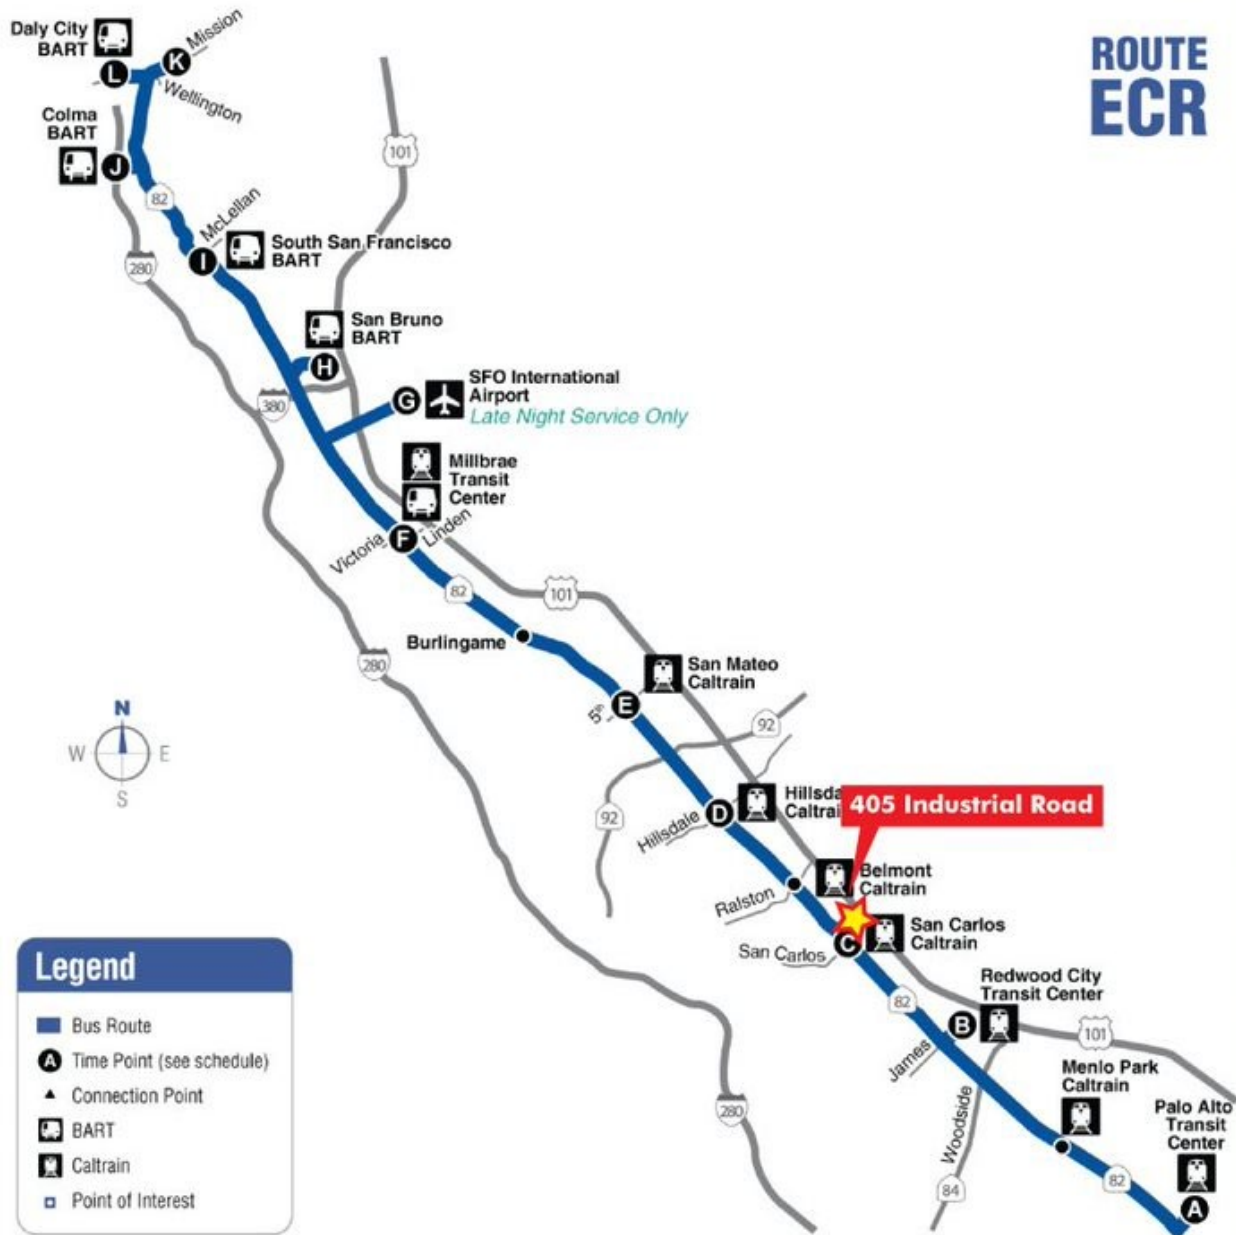 ROUTE
ECR
Daly City
BART
L
K
Mission
Wellington
Colma
BART
J
101
82
McLellan
I
South San Francisco
BART
280
San Bruno
BART
H
380
G
SFO International
Airport
Late Night Service Only
Millbrae
Transit
Center
Victoria
F
Linden
82
101
Burlingame
280
San Mateo
Caltrain
5th
E
92
N
W
E
S
92
Hillsdale
D
Hillsda
Caltrai
405 Industrial Road
Belmont
Caltrain
Ralston
San Carlos
C
San Carlos
Caltrain
82
Redwood City
Transit Center
B
101
James
Menlo Park
Caltrain
Woodside
Palo Alto
Transit
Center
280
84
82
A
Legend
Bus Route
A Time Point (see schedule)
Connection Point
BART
Caltrain
Point of Interest